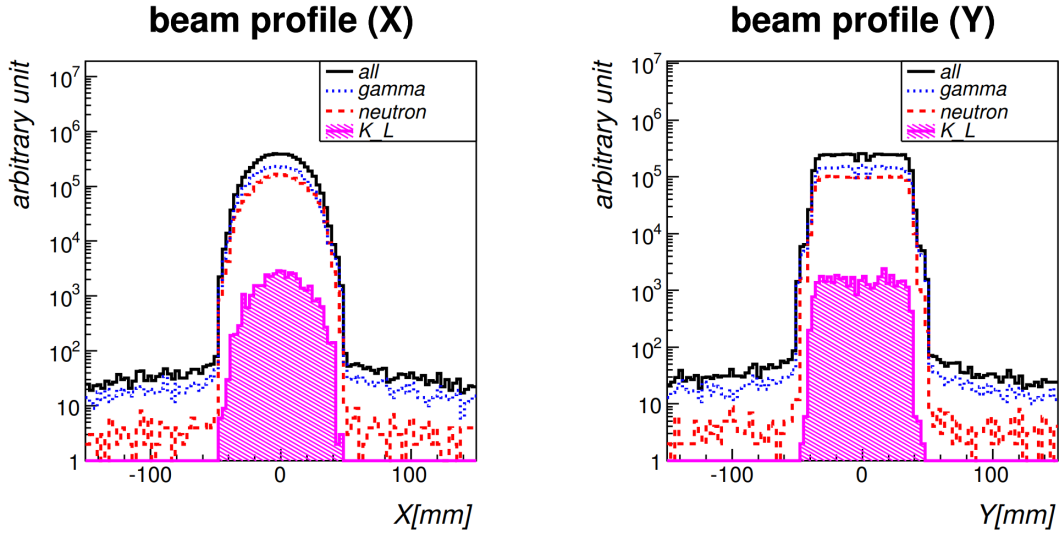 beam profile (X)
arbitrary unit
10^7
10^6
10^5
10^4
10^3
10^2
10
1
all
gamma
neutron
K_L
-100
0
100
X[mm]
beam profile (Y)
arbitrary unit
10^7
10^6
10^5
10^4
10^3
10^2
10
1
all
gamma
neutron
K_L
-100
0
100
Y[mm]